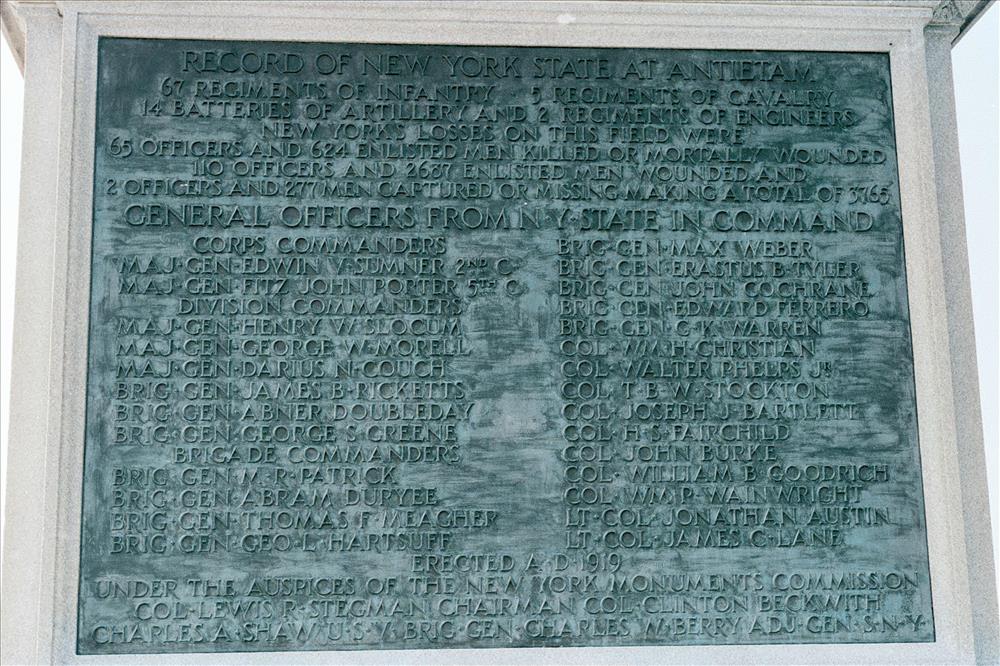 RECORD OF NEW YORK STATE AT ANTIETAM
67 REGIMENTS OF INFANTRY 5 REGIMENTS OF CAVALRY
14 BATTERIES OF ARTILLERY AND 2 REGIMENTS OF ENGINEERS
NEW YORK'S LOSSES ON THIS FIELD WERE
65 OFFICERS AND 624 ENLISTED MEN KILLED OR MORTALLY WOUNDED
110 OFFICERS AND 2687 ENLISTED MEN WOUNDED AND
2 OFFICERS AND 277 MEN CAPTURED OR MISSING MAKING A TOTAL OF 3765
GENERAL OFFICERS FROM N·Y·STATE IN COMMAND
CORPS COMMANDERS
MAJ·GEN·EDWIN V·SUMNER 2ND C·
MAJ·GEN·FITZ JOHN PORTER 5TH C
DIVISION COMMANDERS
MAJ·GEN·HENRY W·SLOCUM
MAJ·GEN·GEORGE W·MORELL
MAJ·GEN·DARIUS N·COUCH
BRIG·GEN·JAMES B·RICKETTS
BRIG·GEN·ABNER DOUBLEDAY
BRIG·GEN·GEORGE S·GREENE
BRIGADE COMMANDERS
BRIG·GEN·M·R·PATRICK
BRIG·GEN·ABRAM DURYEE
BRIG·GEN·THOMAS F·MEAGHER
BRIG·GEN·GEO·L·HARTSUFF
BRIG·GEN·MAX WEBER
BRIG·GEN·ERASTUS B·TYLER
BRIG·GEN·JOHN COCHRANE
BRIG·GEN·EDWARD FERRERO
BRIG·GEN·G·K·WARREN
COL·WM·H·CHRISTIAN
COL·WALTER PHELPS JR
COL·T·B·W·STOCKTON
COL·JOSEPH J·BARTLETT
COL·H·S·FAIRCHILD
COL·JOHN BURKE
COL·WILLIAM B·GOODRICH
COL·WM·P·WAINWRIGHT
LT·COL·JONATHAN AUSTIN
LT·COL·JAMES C·LANE
ERECTED A·D·1919
UNDER THE AUSPICES OF THE NEW YORK MONUMENTS COMMISSION
COL·LEWIS R·STEGMAN CHAIRMAN COL·CLINTON BECKWITH
CHARLES A·SHAW U·S·V· BRIG·GEN·CHARLES W·BERRY ADJ·GEN·S·N·Y·